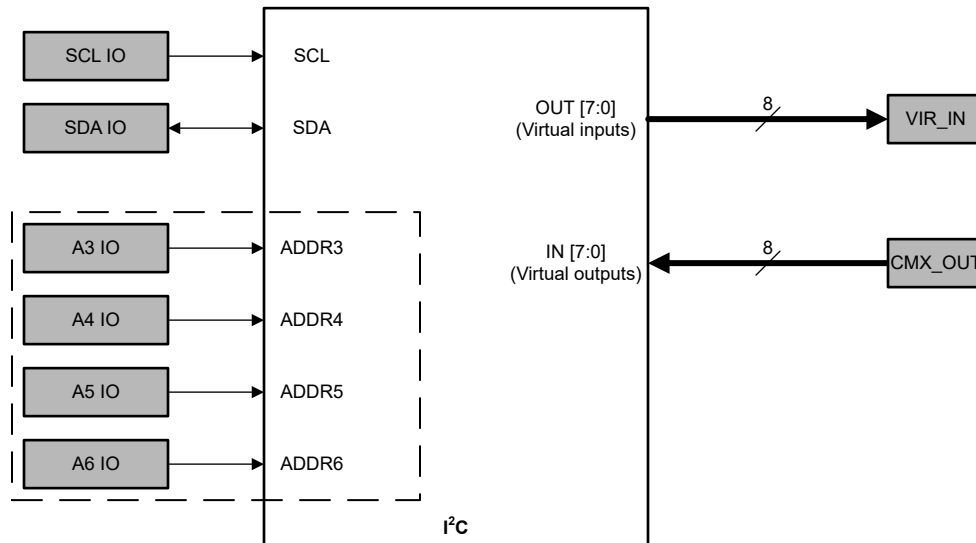 SCL IO
SCL
SDA IO
SDA
OUT [7:0]
(Virtual inputs)
8
VIR_IN
A3 IO
ADDR3
IN [7:0]
(Virtual outputs)
8
CMX_OUT
A4 IO
ADDR4
A5 IO
ADDR5
A6 IO
ADDR6
I²C